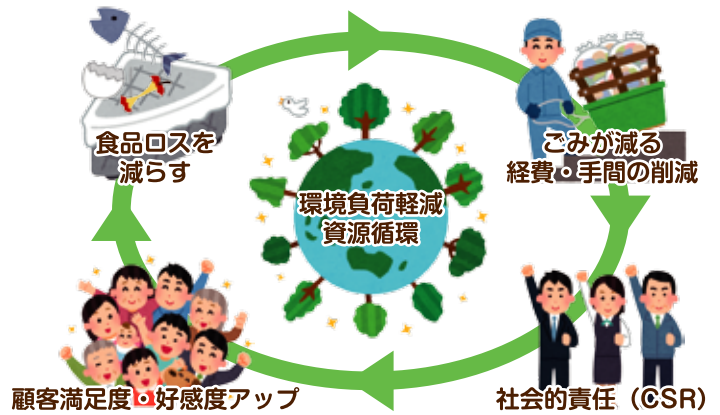 食品ロスを
減らす
ごみが減る
経費・手間の削減
環境負荷軽減
資源循環
顧客満足度・好感度アップ
社会的責任（CSR）